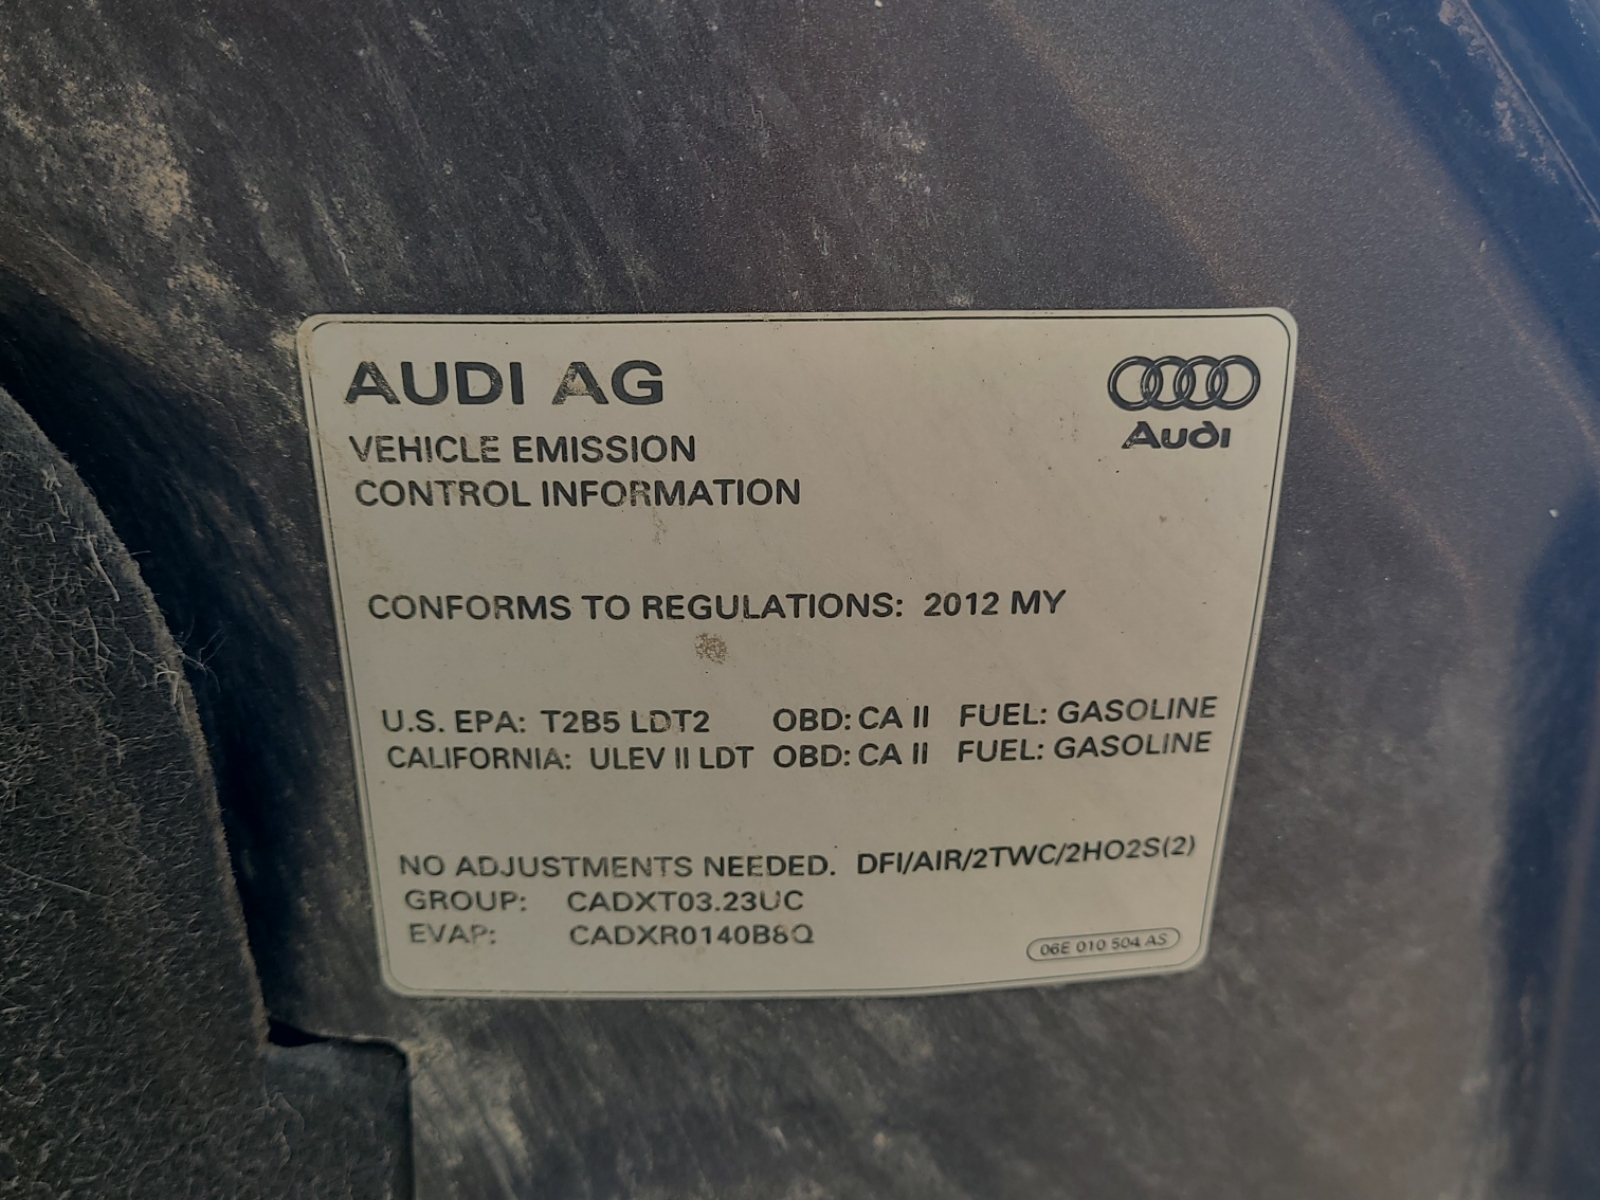 AUDI AG
Audi
VEHICLE EMISSION
CONTROL INFORMATION
CONFORMS TO REGULATIONS: 2012 MY
U.S. EPA: T2B5 LDT2 OBD: CA II FUEL: GASOLINE
CALIFORNIA: ULEV II LDT OBD: CA II FUEL: GASOLINE
NO ADJUSTMENTS NEEDED. DFI/AIR/2TWC/2HO2S(2)
GROUP: CADXT03.23UC
EVAP: CADXR0140B8Q
06E 010 504 AS